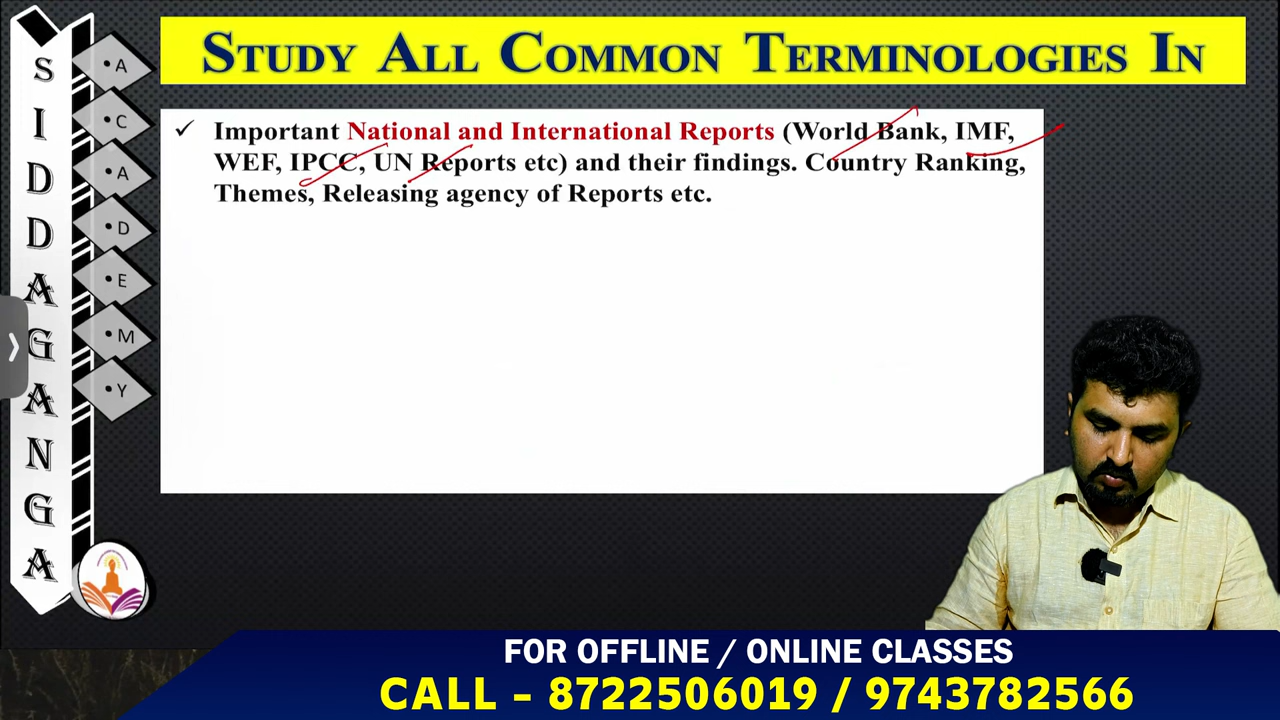 STUDY ALL COMMON TERMINOLOGIES IN
SIDDAGANGA
• A
• C
• A
• D
• E
• M
• Y
✓ Important National and International Reports (World Bank, IMF,
WEF, IPCC, UN Reports etc) and their findings. Country Ranking,
Themes, Releasing agency of Reports etc.
FOR OFFLINE / ONLINE CLASSES
CALL - 8722506019 / 9743782566